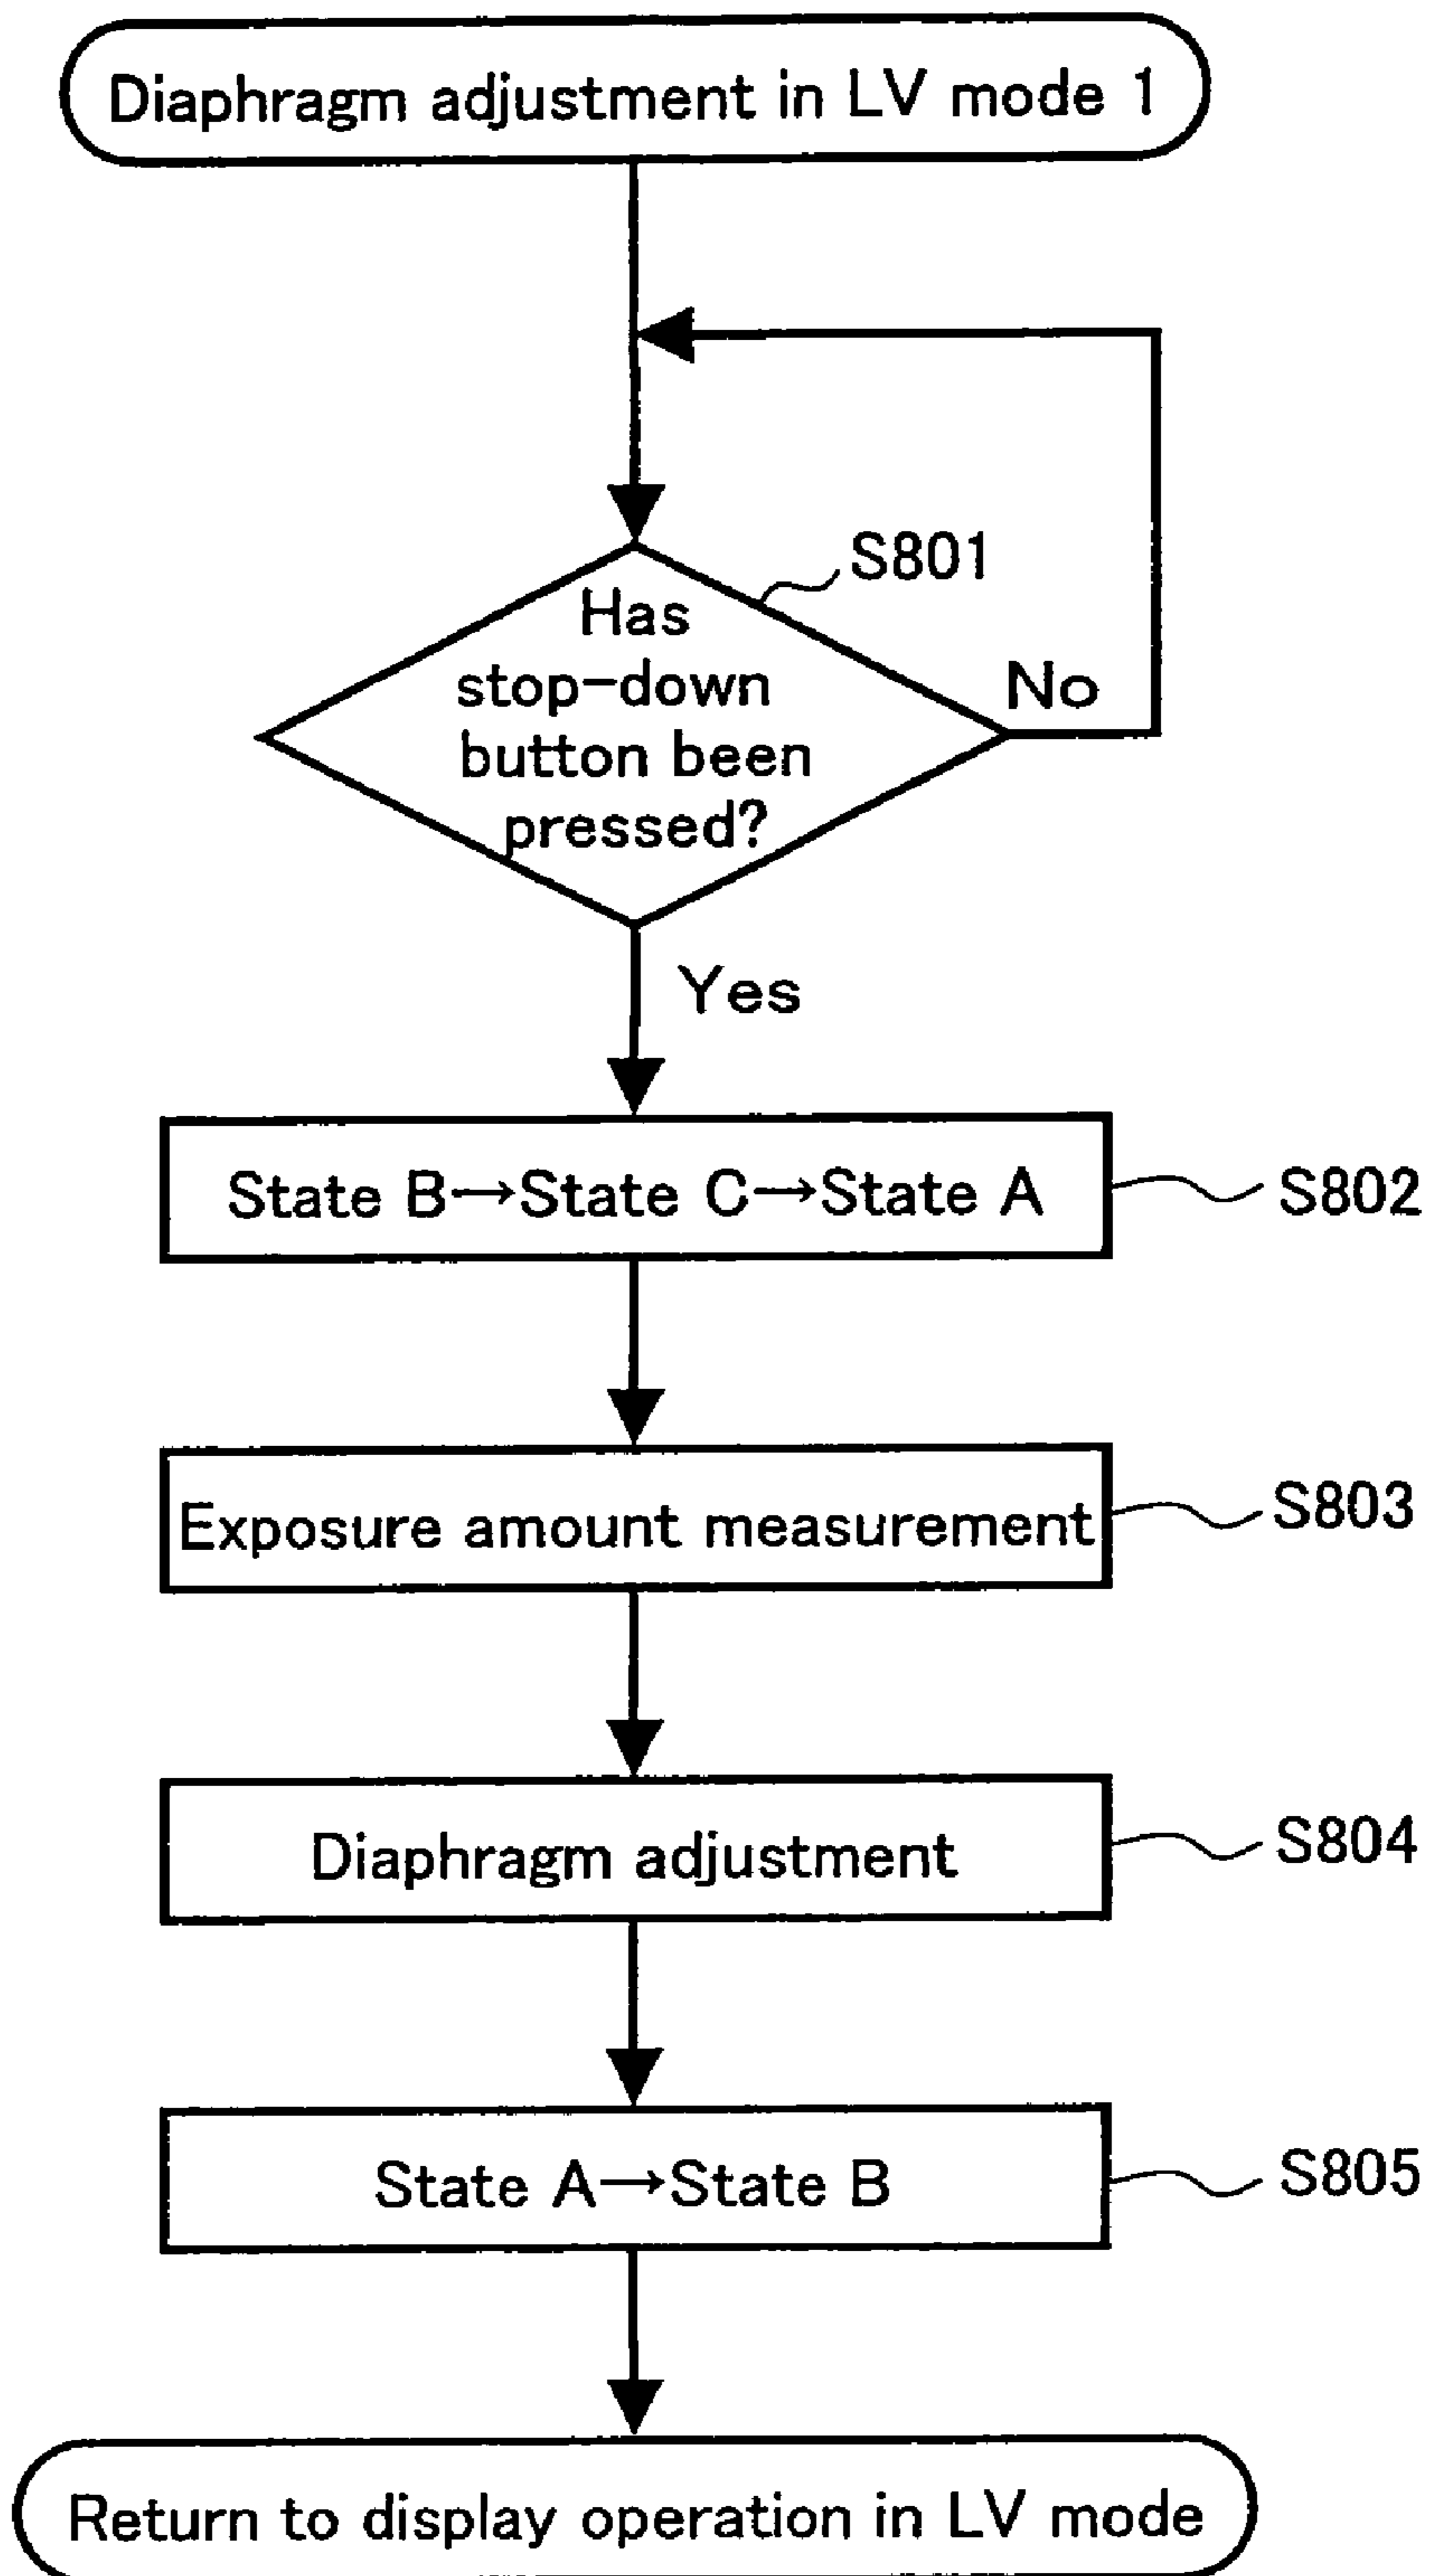 Diaphragm adjustment in LV mode 1
S801
Has
stop-down
button been
pressed?
No
Yes
State B→State C→State A
S802
Exposure amount measurement
S803
Diaphragm adjustment
S804
State A→State B
S805
Return to display operation in LV mode